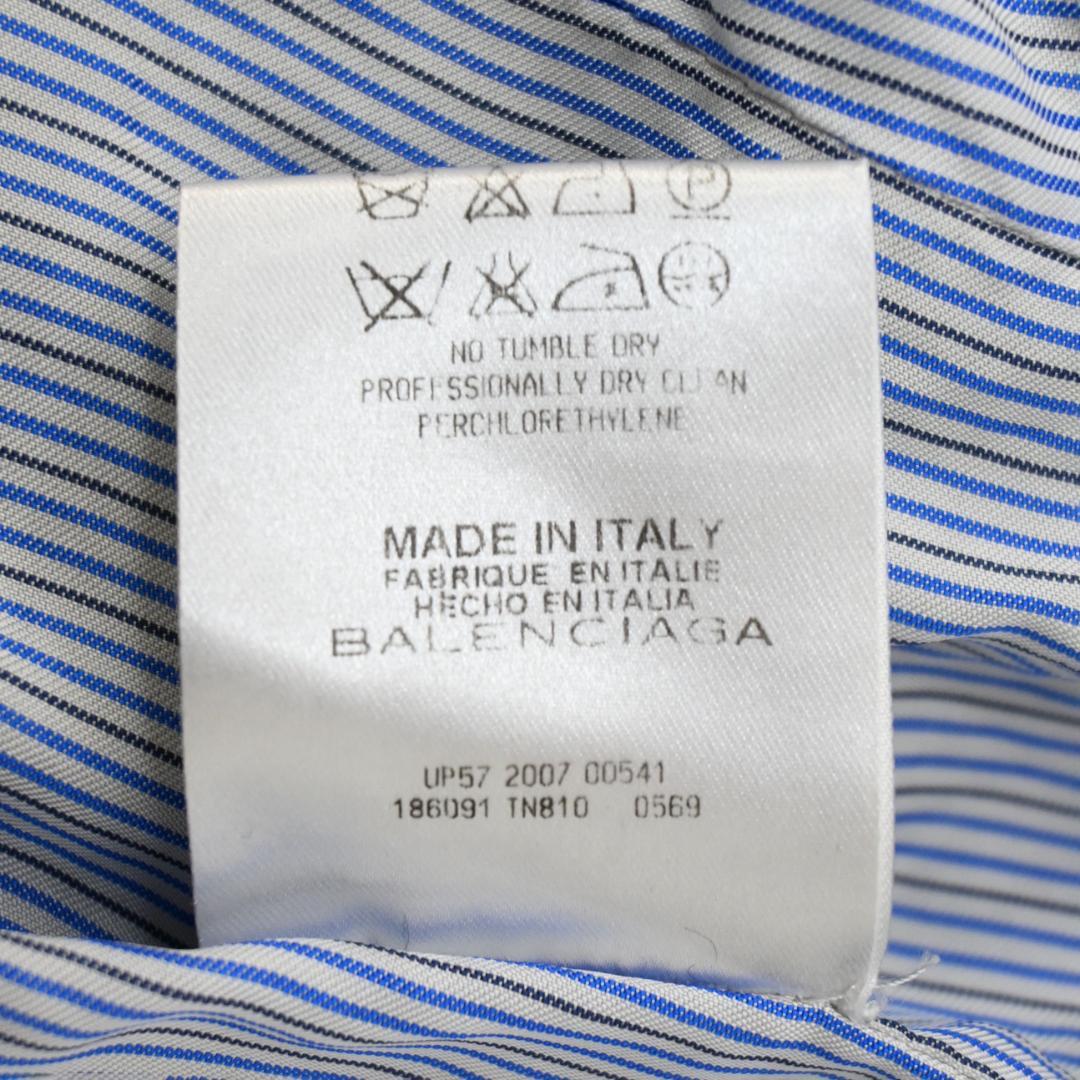 P
NO TUMBLE DRY
PROFESSIONALLY DRY CLEAN
PERCHLORETHYLENE
MADE IN ITALY
FABRIQUE EN ITALIE
HECHO EN ITALIA
BALENCIAGA
UP57 2007 00541
186091 TN810 0569